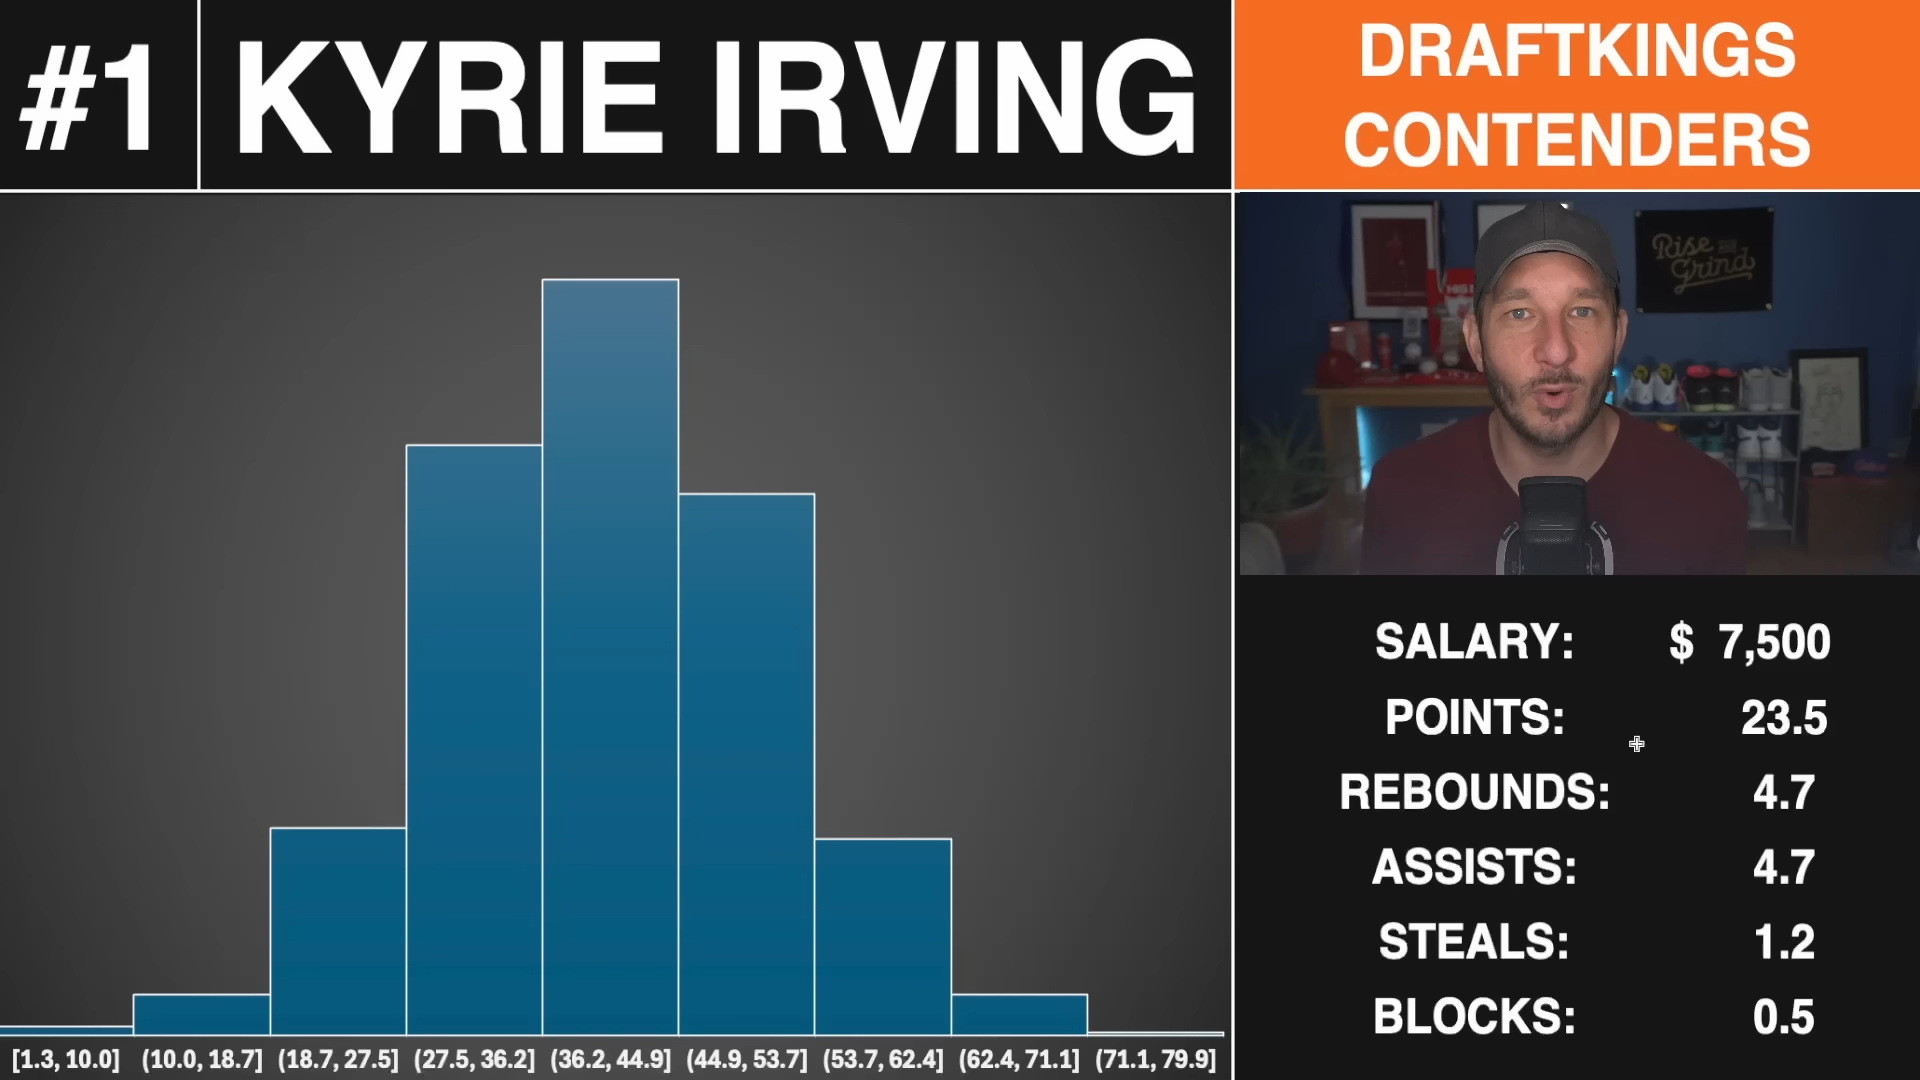 #1
KYRIE IRVING
DRAFTKINGS
CONTENDERS
Rise
Grind
SALARY: $ 7,500
POINTS: 23.5
REBOUNDS: 4.7
ASSISTS: 4.7
STEALS: 1.2
BLOCKS: 0.5
[1.3, 10.0] (10.0, 18.7] (18.7, 27.5] (27.5, 36.2] (36.2, 44.9] (44.9, 53.7] (53.7, 62.4] (62.4, 71.1] (71.1, 79.9]